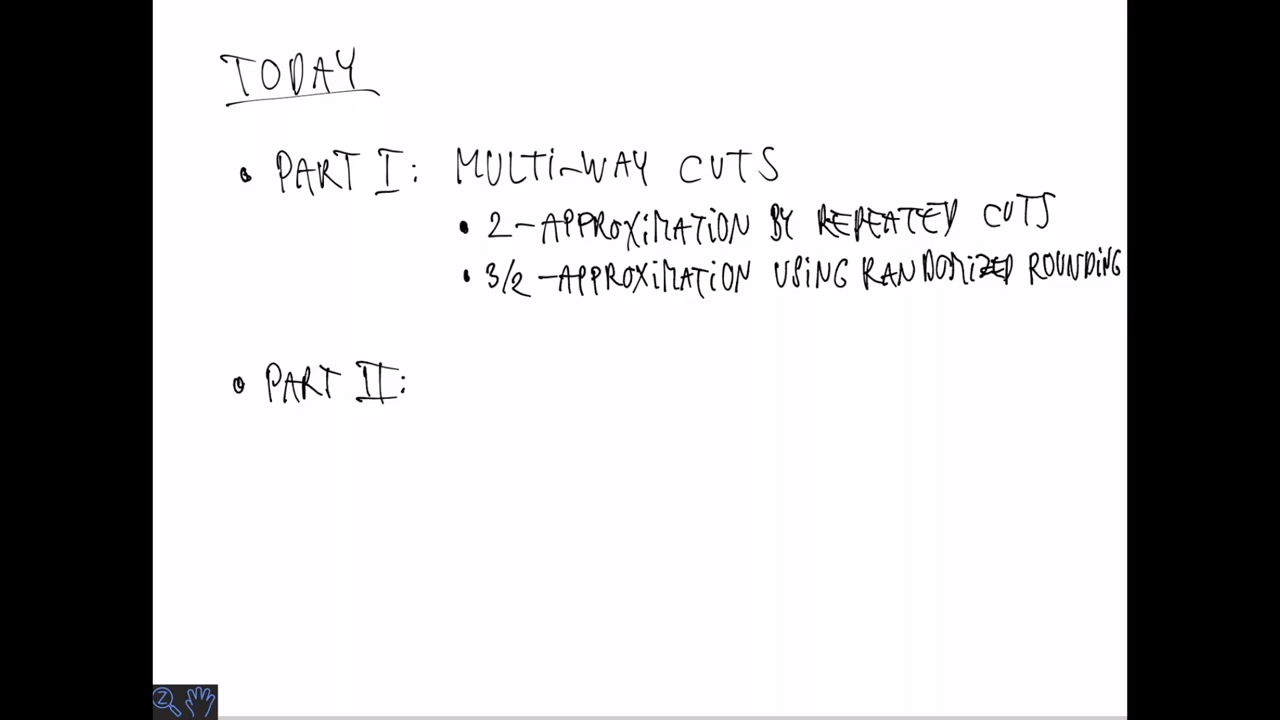 TODAY
• PART I: MULTI-WAY CUTS
• 2-APPROXIMATION BY REPEATED CUTS
• 3/2-APPROXIMATION USING RANDOMIZED ROUNDING
• PART II: